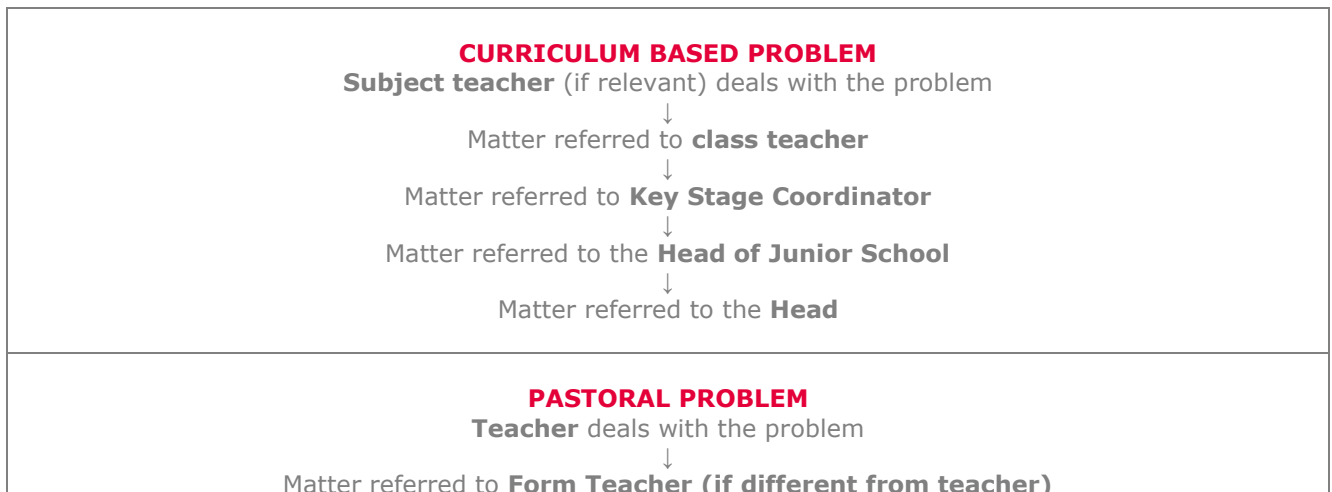 CURRICULUM BASED PROBLEM
Subject teacher (if relevant) deals with the problem
↓
Matter referred to class teacher
↓
Matter referred to Key Stage Coordinator
↓
Matter referred to the Head of Junior School
↓
Matter referred to the Head
PASTORAL PROBLEM
Teacher deals with the problem
↓
Matter referred to Form Teacher (if different from teacher)